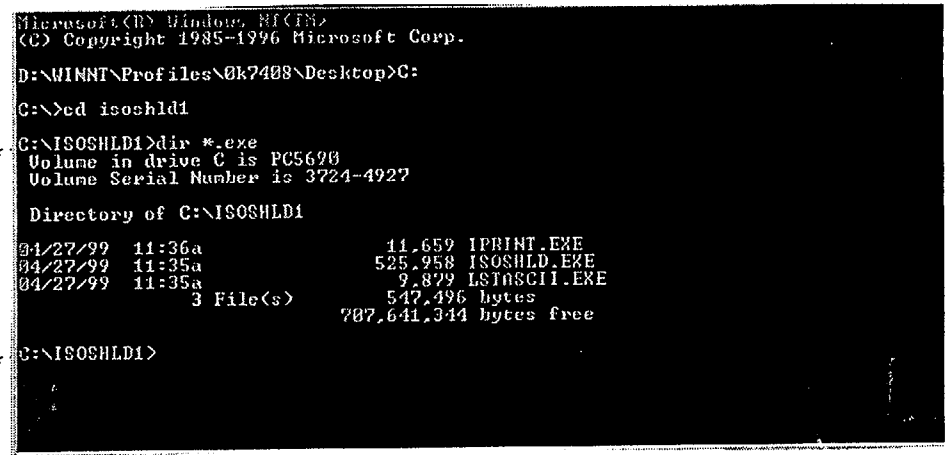 Microsoft(R) Windows NT(TM)
(C) Copyright 1985-1996 Microsoft Corp.
D:\WINNT\Profiles\0k7408\Desktop>C:
C:\>cd isoshld1
C:\ISOSHLD1>dir *.exe
Volume in drive C is PC5690
Volume Serial Number is 3724-4927
Directory of C:\ISOSHLD1
04/27/99 11:36a 11,659 IPRINT.EXE
04/27/99 11:35a 525,958 ISOSHLD.EXE
04/27/99 11:35a 9,879 LSTASCII.EXE
3 File(s) 547,496 bytes
707,641,344 bytes free
C:\ISOSHLD1>